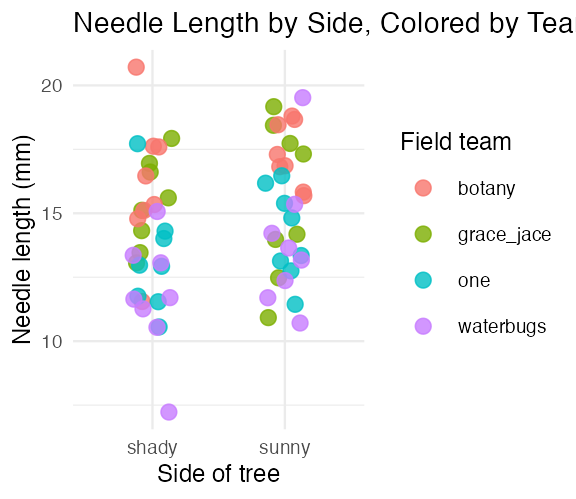 Needle Length by Side, Colored by Tea
Needle length (mm)
20
15
10
shady
sunny
Side of tree
Field team
botany
grace_jace
one
waterbugs